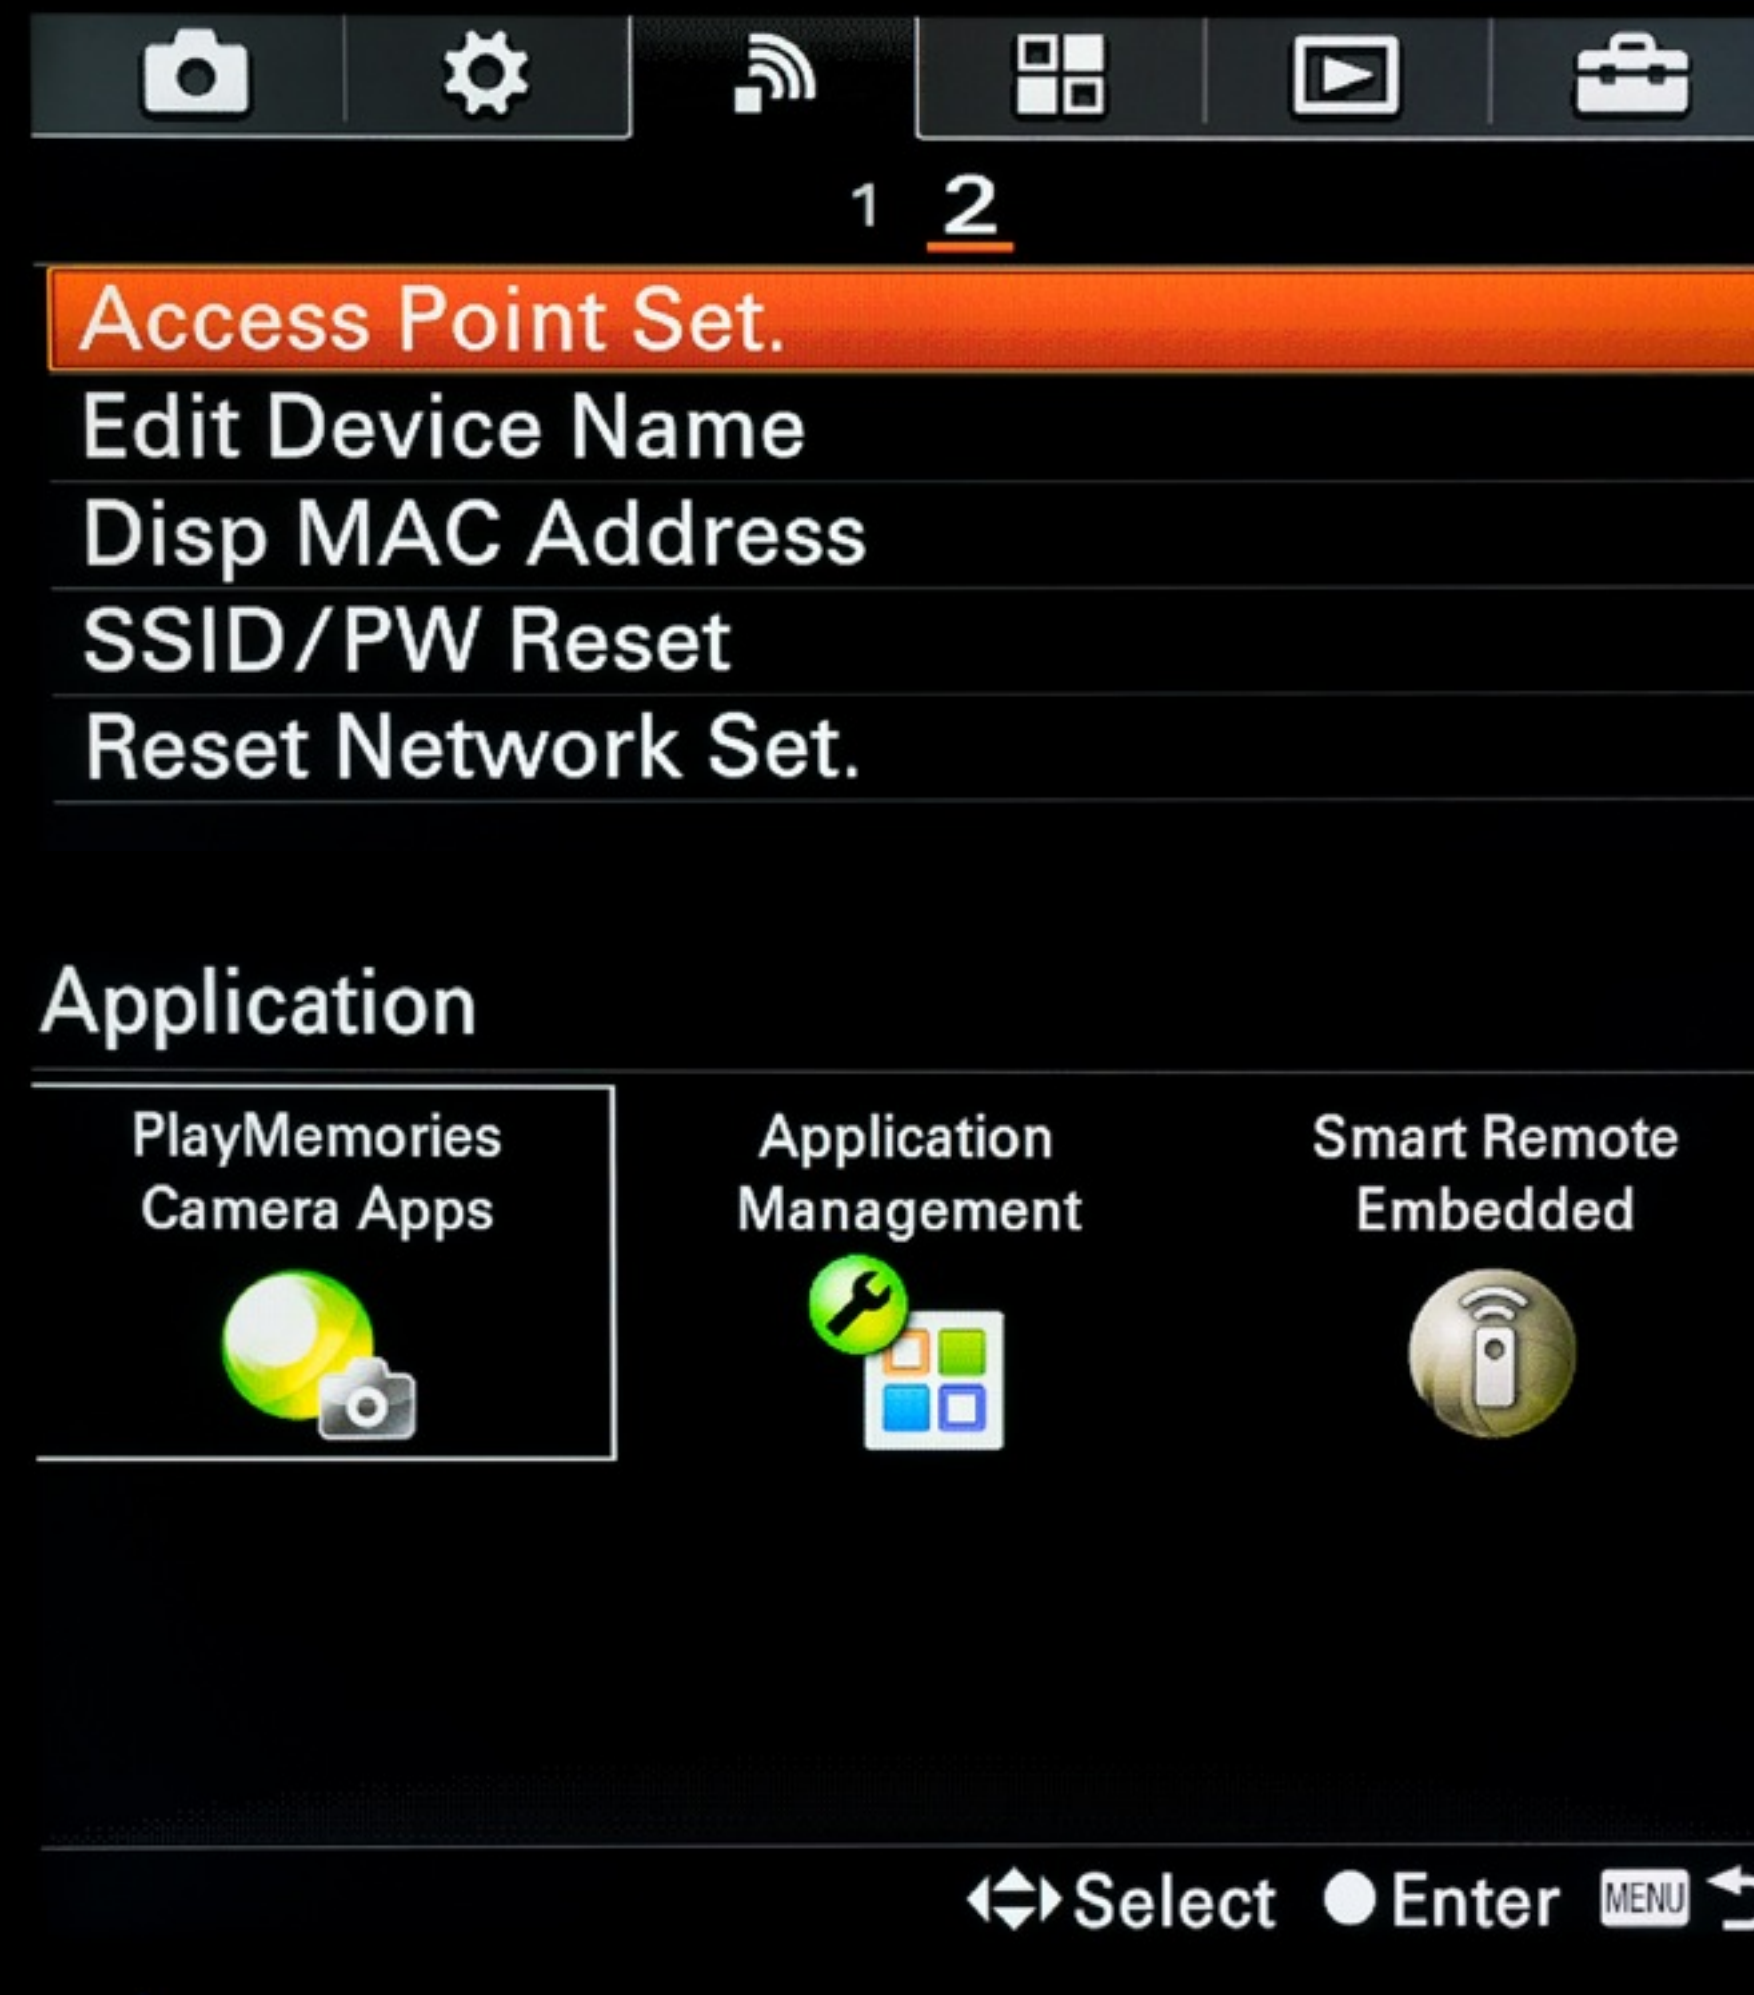 1 2
Access Point Set.
Edit Device Name
Disp MAC Address
SSID/PW Reset
Reset Network Set.
Application
PlayMemories
Camera Apps
Application
Management
Smart Remote
Embedded
Select Enter MENU